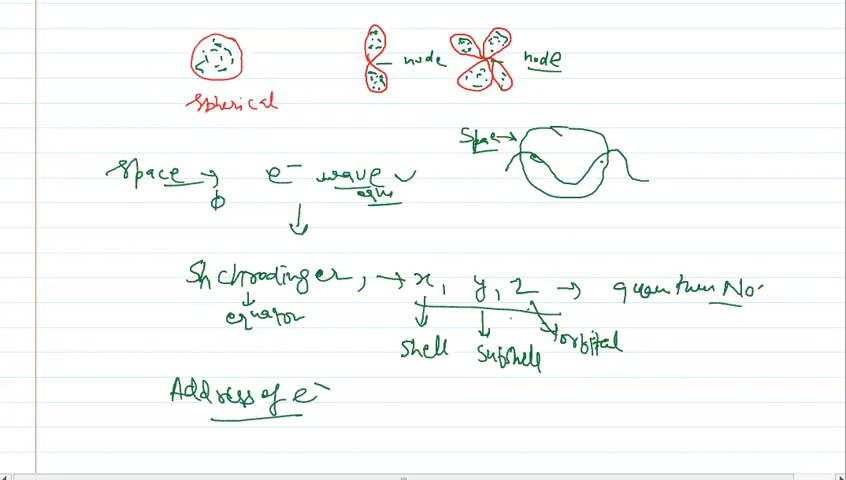 node node
Spherical
Space→
Space → ϕ e⁻ wave eqn
Shchrodinger, → x, y, z → quantum No.
equation
Shell Subshell orbital
Address of e⁻